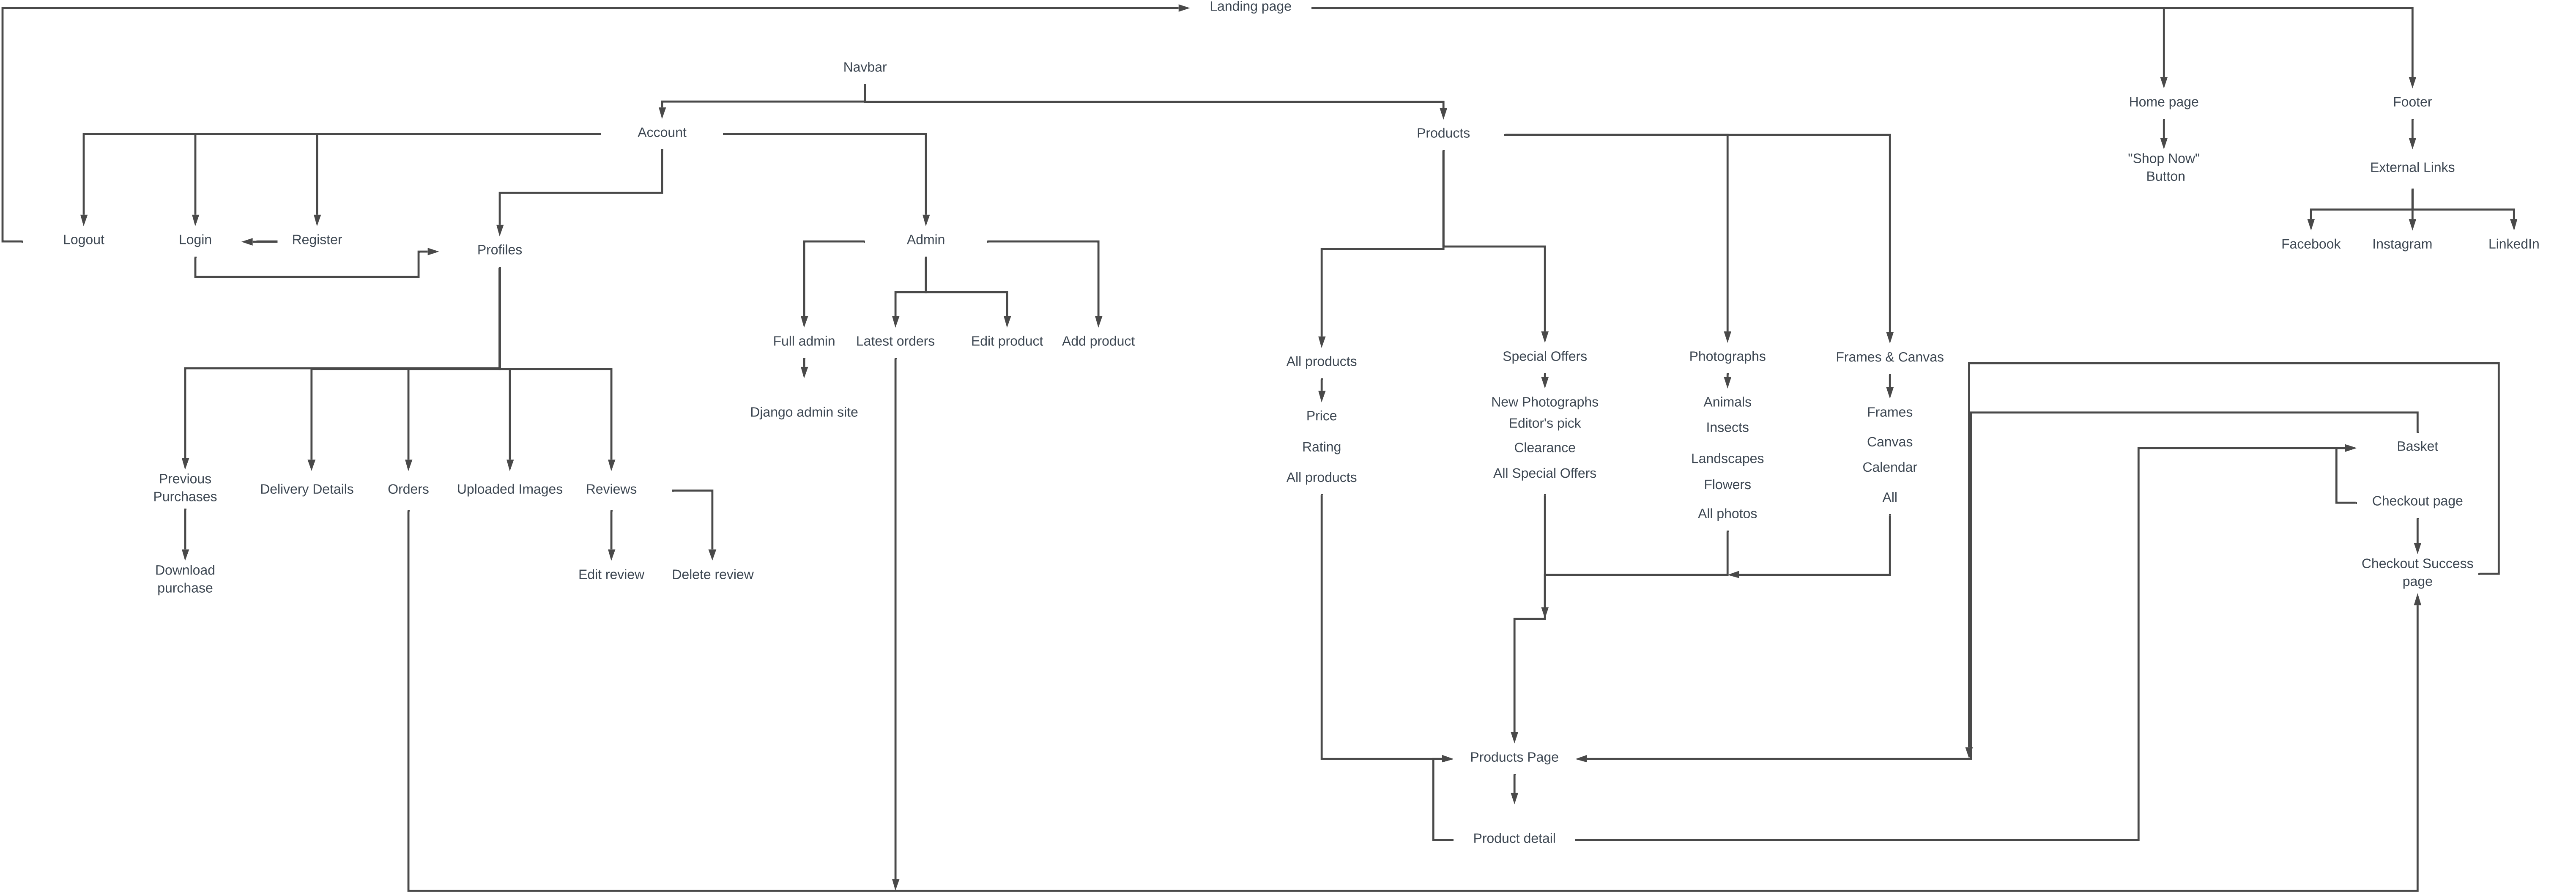 Landing page
Navbar
Home page
Footer
Account
Products
"Shop Now"
Button
External Links
Logout
Login
Register
Profiles
Admin
Facebook
Instagram
LinkedIn
Full admin
Latest orders
Edit product
Add product
Django admin site
All products
Price
Rating
All products
Special Offers
New Photographs
Editor's pick
Clearance
All Special Offers
Photographs
Animals
Insects
Landscapes
Flowers
All photos
Frames & Canvas
Frames
Canvas
Calendar
All
Basket
Checkout page
Checkout Success
page
Previous
Purchases
Delivery Details
Orders
Uploaded Images
Reviews
Download
purchase
Edit review
Delete review
Products Page
Product detail